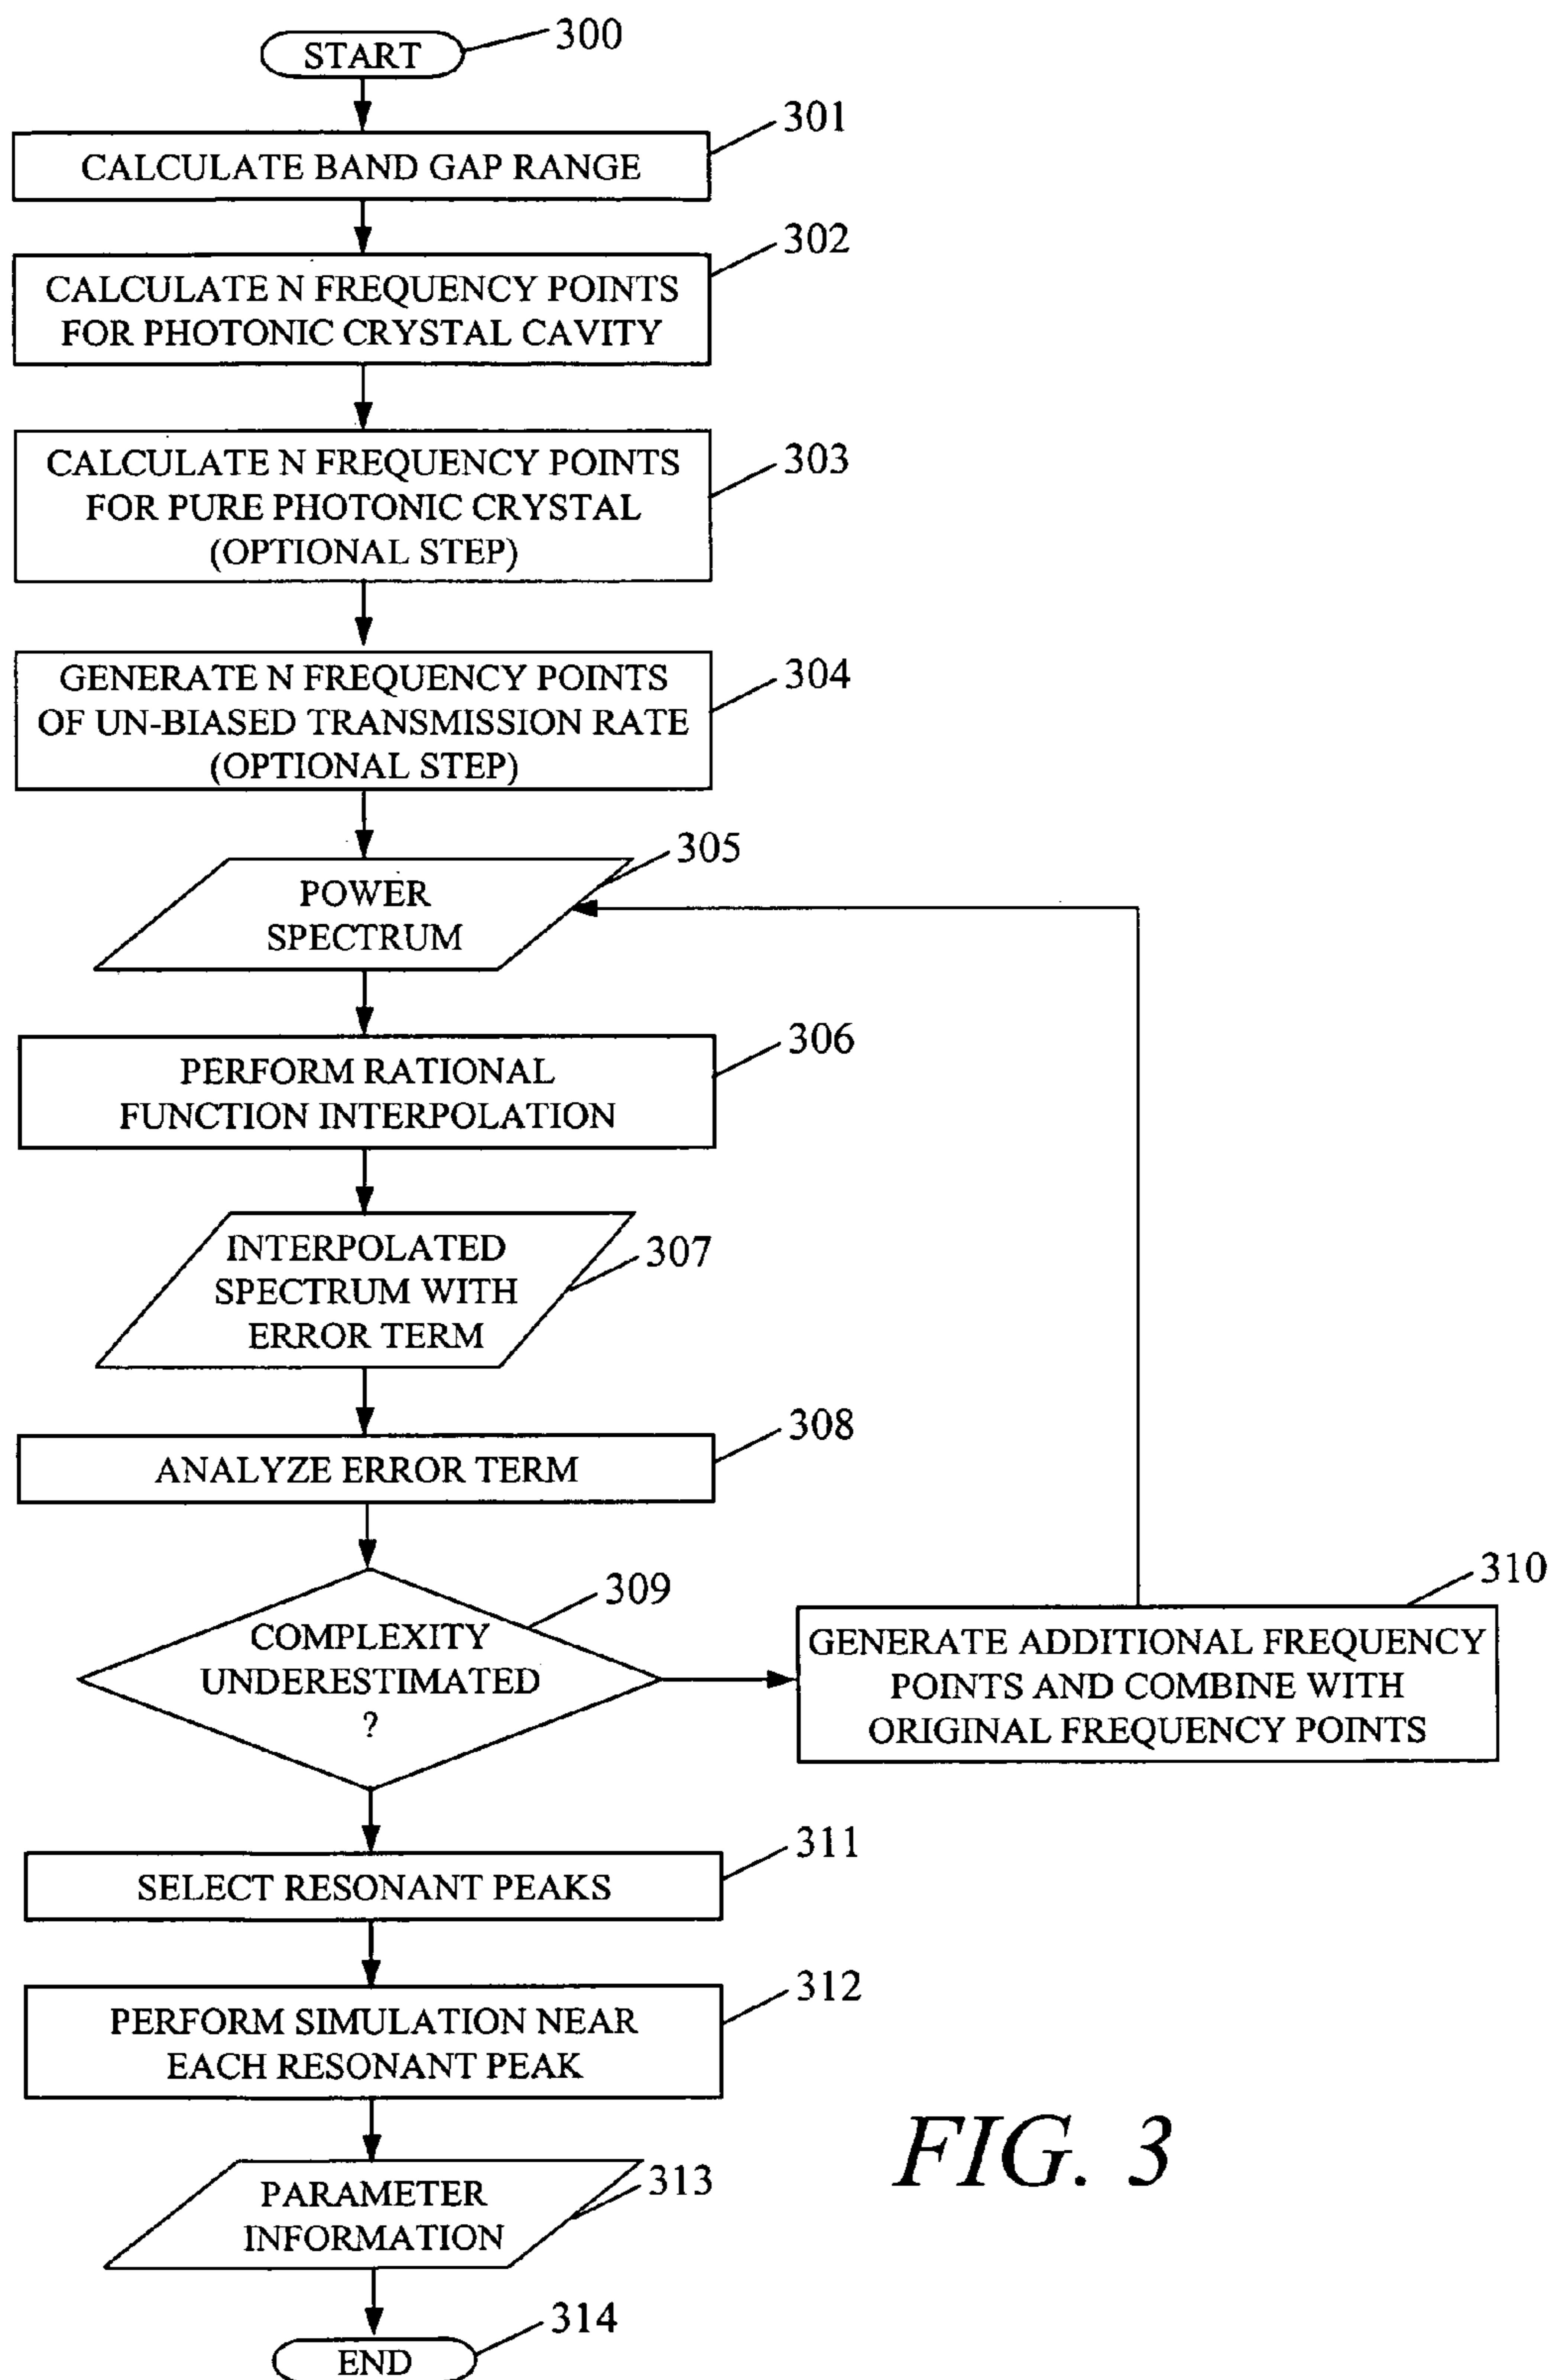 START
300
301
CALCULATE BAND GAP RANGE
302
CALCULATE N FREQUENCY POINTS
FOR PHOTONIC CRYSTAL CAVITY
303
CALCULATE N FREQUENCY POINTS
FOR PURE PHOTONIC CRYSTAL
(OPTIONAL STEP)
304
GENERATE N FREQUENCY POINTS
OF UN-BIASED TRANSMISSION RATE
(OPTIONAL STEP)
305
POWER
SPECTRUM
306
PERFORM RATIONAL
FUNCTION INTERPOLATION
307
INTERPOLATED
SPECTRUM WITH
ERROR TERM
308
ANALYZE ERROR TERM
309
COMPLEXITY
UNDERESTIMATED
?
310
GENERATE ADDITIONAL FREQUENCY
POINTS AND COMBINE WITH
ORIGINAL FREQUENCY POINTS
311
SELECT RESONANT PEAKS
312
PERFORM SIMULATION NEAR
EACH RESONANT PEAK
313
PARAMETER
INFORMATION
314
END
FIG. 3